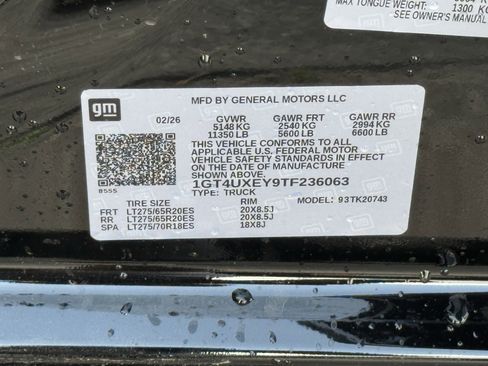 MAX TONGUE WEIGHT:
1300 KG
SEE OWNER'S MANUAL
gm
MFD BY GENERAL MOTORS LLC
02/26 GVWR GAWR FRT GAWR RR
5148 KG 2540 KG 2994 KG
11350 LB 5600 LB 6600 LB
THIS VEHICLE CONFORMS TO ALL
APPLICABLE U.S. FEDERAL MOTOR
VEHICLE SAFETY STANDARDS IN EFFECT
ON THE DATE OF MANUFACTURE
SHOWN ABOVE.
8555 1GT4UXEY9TF236063
TYPE: TRUCK MODEL: 93TK20743
TIRE SIZE RIM
FRT LT275/65R20ES 20X8.5J
RR LT275/65R20ES 20X8.5J
SPA LT275/70R18ES 18X8J